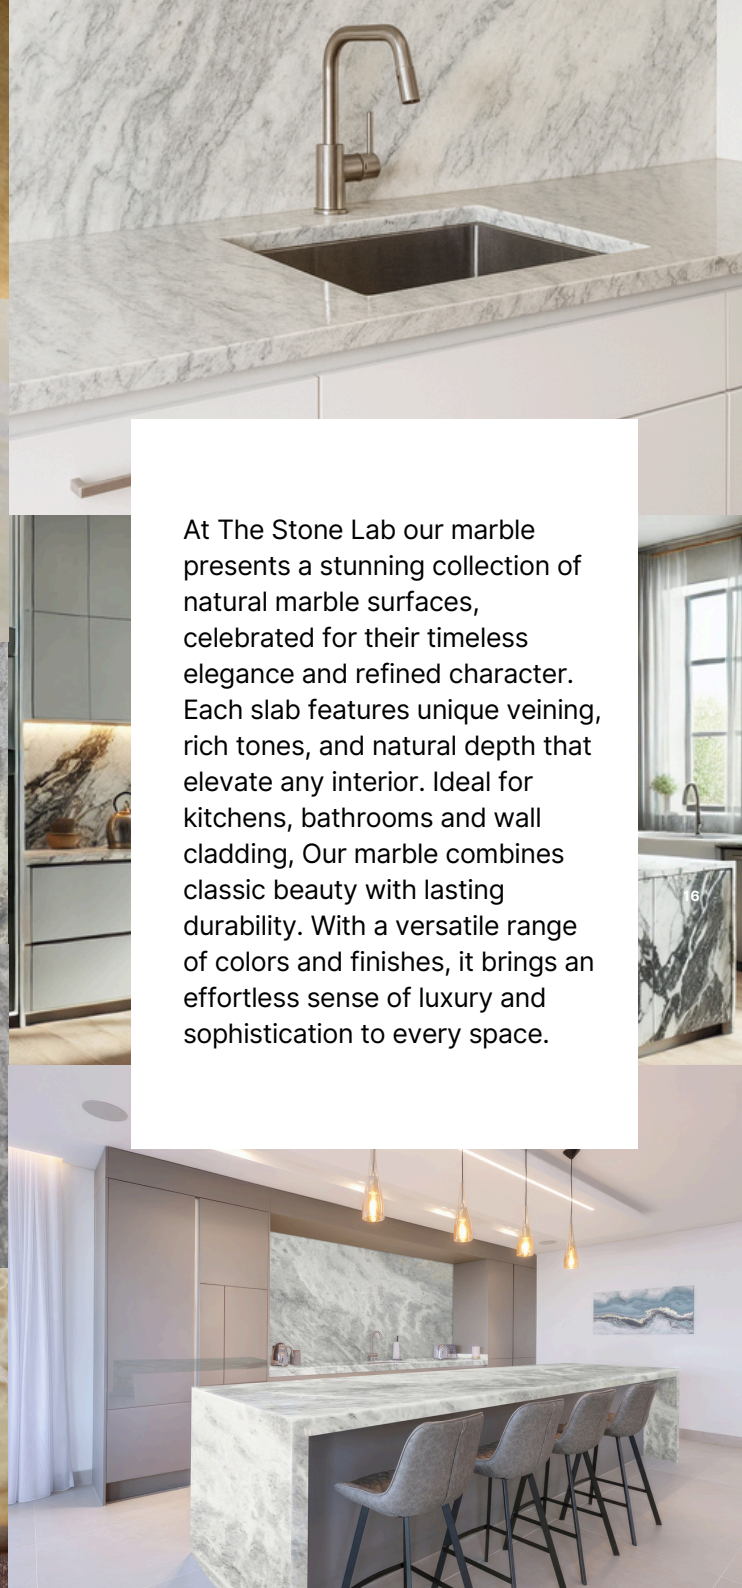 At The Stone Lab our marble
presents a stunning collection of
natural marble surfaces,
celebrated for their timeless
elegance and refined character.
Each slab features unique veining,
rich tones, and natural depth that
elevate any interior. Ideal for
kitchens, bathrooms and wall
cladding, Our marble combines
classic beauty with lasting
durability. With a versatile range
of colors and finishes, it brings an
effortless sense of luxury and
sophistication to every space.
16